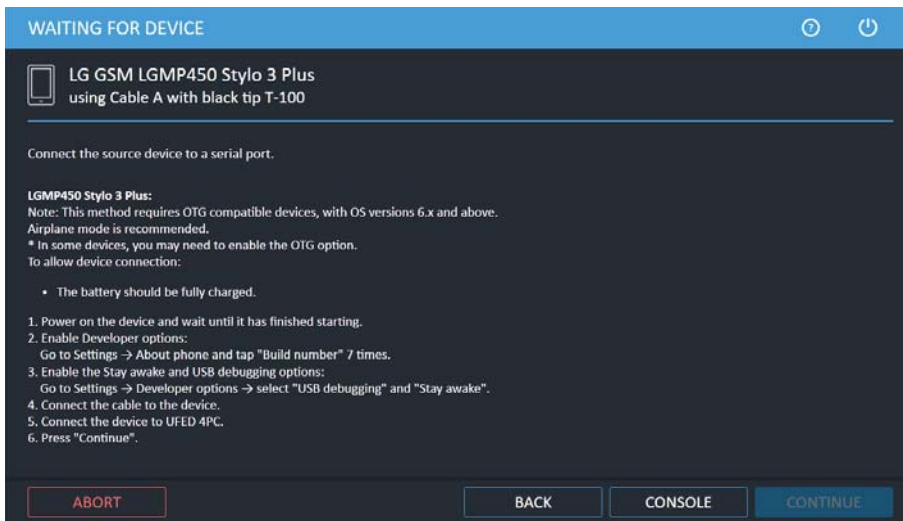 WAITING FOR DEVICE
LG GSM LGMP450 Stylo 3 Plus
using Cable A with black tip T-100
Connect the source device to a serial port.
LGMP450 Stylo 3 Plus:
Note: This method requires OTG compatible devices, with OS versions 6.x and above.
Airplane mode is recommended.
* In some devices, you may need to enable the OTG option.
To allow device connection:
• The battery should be fully charged.
1. Power on the device and wait until it has finished starting.
2. Enable Developer options:
Go to Settings → About phone and tap "Build number" 7 times.
3. Enable the Stay awake and USB debugging options:
Go to Settings → Developer options → select "USB debugging" and "Stay awake".
4. Connect the cable to the device.
5. Connect the device to UFED 4PC.
6. Press "Continue".
ABORT
BACK
CONSOLE
CONTINUE